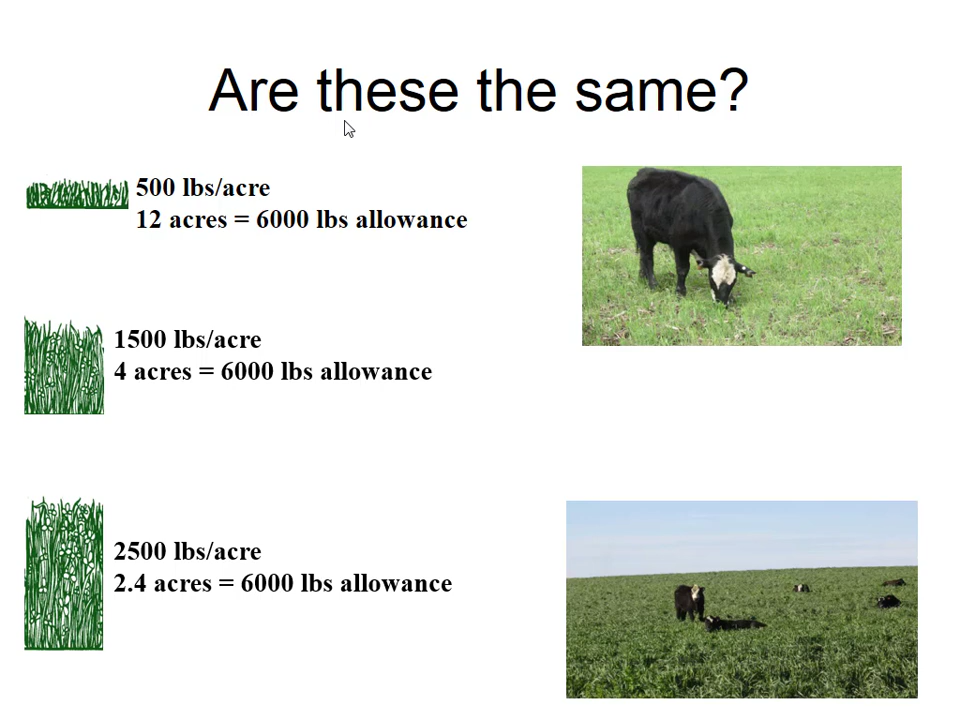 Are these the same?
500 lbs/acre
12 acres = 6000 lbs allowance
1500 lbs/acre
4 acres = 6000 lbs allowance
2500 lbs/acre
2.4 acres = 6000 lbs allowance